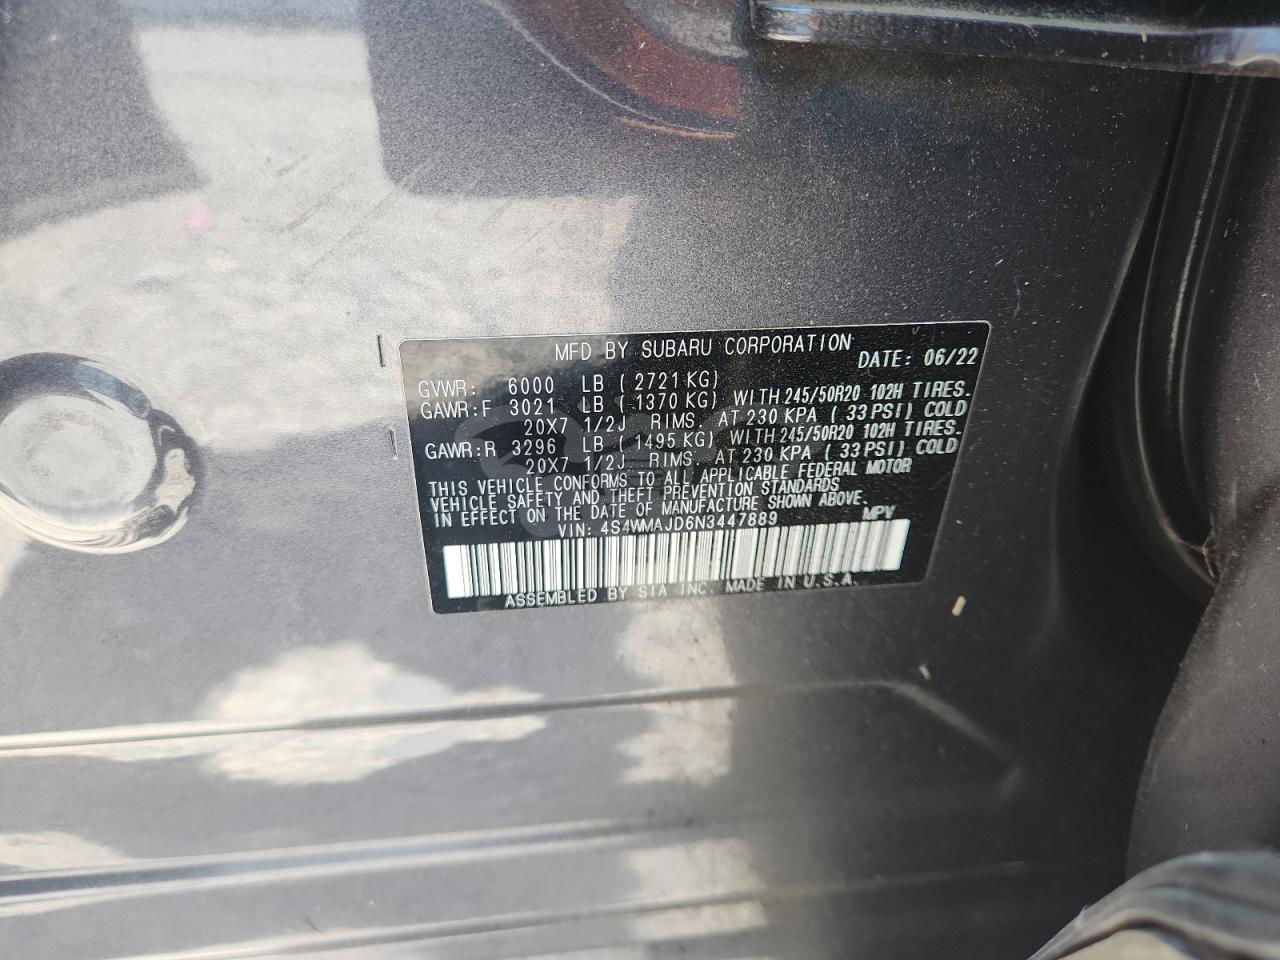 MFD BY SUBARU CORPORATION DATE: 06/22
GVWR: 6000 LB ( 2721 KG)
GAWR:F 3021 LB ( 1370 KG) WITH 245/50R20 102H TIRES.
20X7 1/2J RIMS. AT 230 KPA ( 33 PSI) COLD
GAWR:R 3296 LB ( 1495 KG) WITH 245/50R20 102H TIRES.
20X7 1/2J RIMS. AT 230 KPA ( 33 PSI) COLD
THIS VEHICLE CONFORMS TO ALL APPLICABLE FEDERAL MOTOR
VEHICLE SAFETY AND THEFT PREVENTION STANDARDS
IN EFFECT ON THE DATE OF MANUFACTURE SHOWN ABOVE.
VIN: 4S4WMAJD6N3447889 MPV
ASSEMBLED BY SIA INC. MADE IN U.S.A.